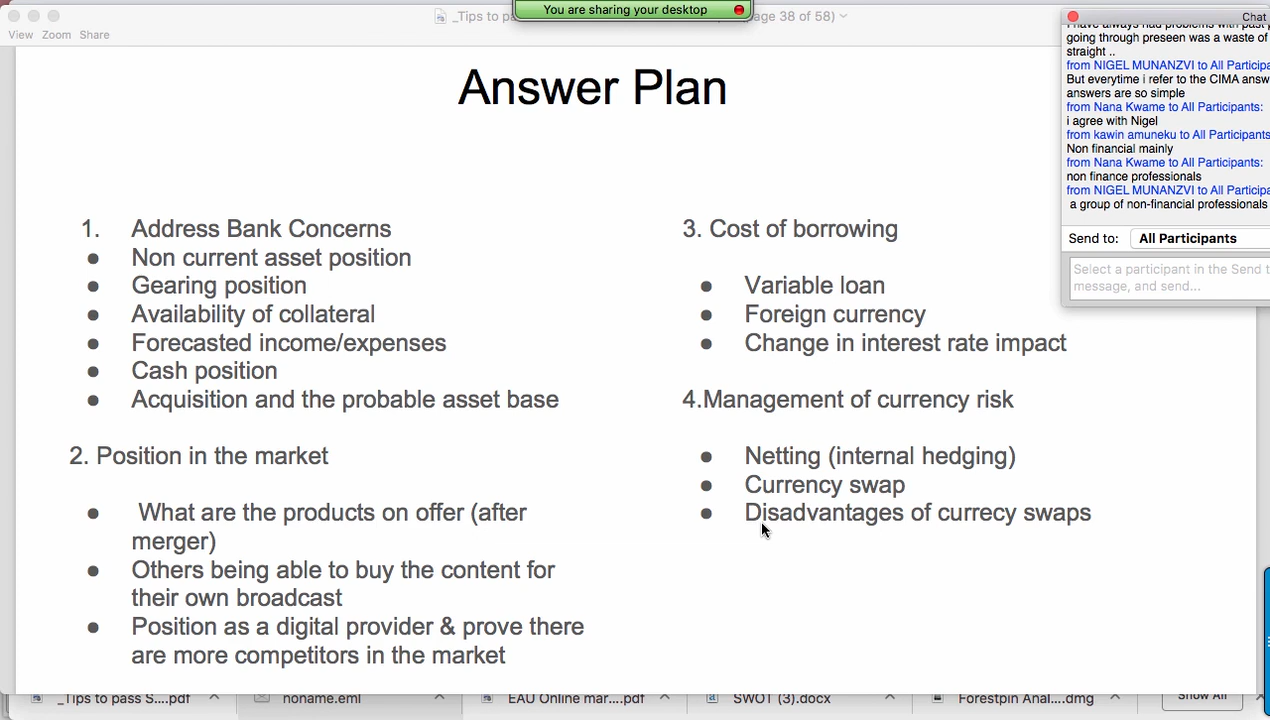 You are sharing your desktop
_Tips to pa
age 38 of 58)
View Zoom Share
Answer Plan
1. Address Bank Concerns
● Non current asset position
● Gearing position
● Availability of collateral
● Forecasted income/expenses
● Cash position
● Acquisition and the probable asset base
2. Position in the market
● What are the products on offer (after
merger)
● Others being able to buy the content for
their own broadcast
● Position as a digital provider & prove there
are more competitors in the market
3. Cost of borrowing
● Variable loan
● Foreign currency
● Change in interest rate impact
4.Management of currency risk
● Netting (internal hedging)
● Currency swap
● Disadvantages of currecy swaps
Chat
I have always had problems with past p
going through preseen was a waste of
straight ..
from NIGEL MUNANZVI to All Participa
But everytime i refer to the CIMA answ
answers are so simple
from Nana Kwame to All Participants:
i agree with Nigel
from kawin amuneku to All Participants
Non financial mainly
from Nana Kwame to All Participants:
non finance professionals
from NIGEL MUNANZVI to All Participa
a group of non-financial professionals
Send to: All Participants
Select a participant in the Send t
message, and send...
_Tips to pass S....pdf
noname.eml
EAU Online mar....pdf
SWOT (3).docx
Forestpin Anal....dmg
Show All